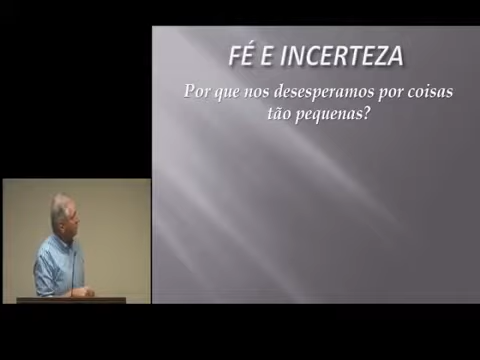 FÉ E INCERTEZA
Por que nos desesperamos por coisas
tão pequenas?